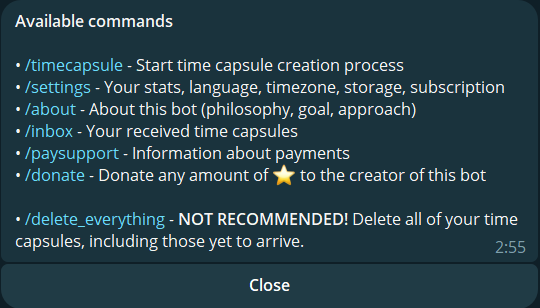 Available commands
• /timecapsule - Start time capsule creation process
• /settings - Your stats, language, timezone, storage, subscription
• /about - About this bot (philosophy, goal, approach)
• /inbox - Your received time capsules
• /paysupport - Information about payments
• /donate - Donate any amount of ⭐ to the creator of this bot
• /delete_everything - NOT RECOMMENDED! Delete all of your time
capsules, including those yet to arrive.
2:55
Close